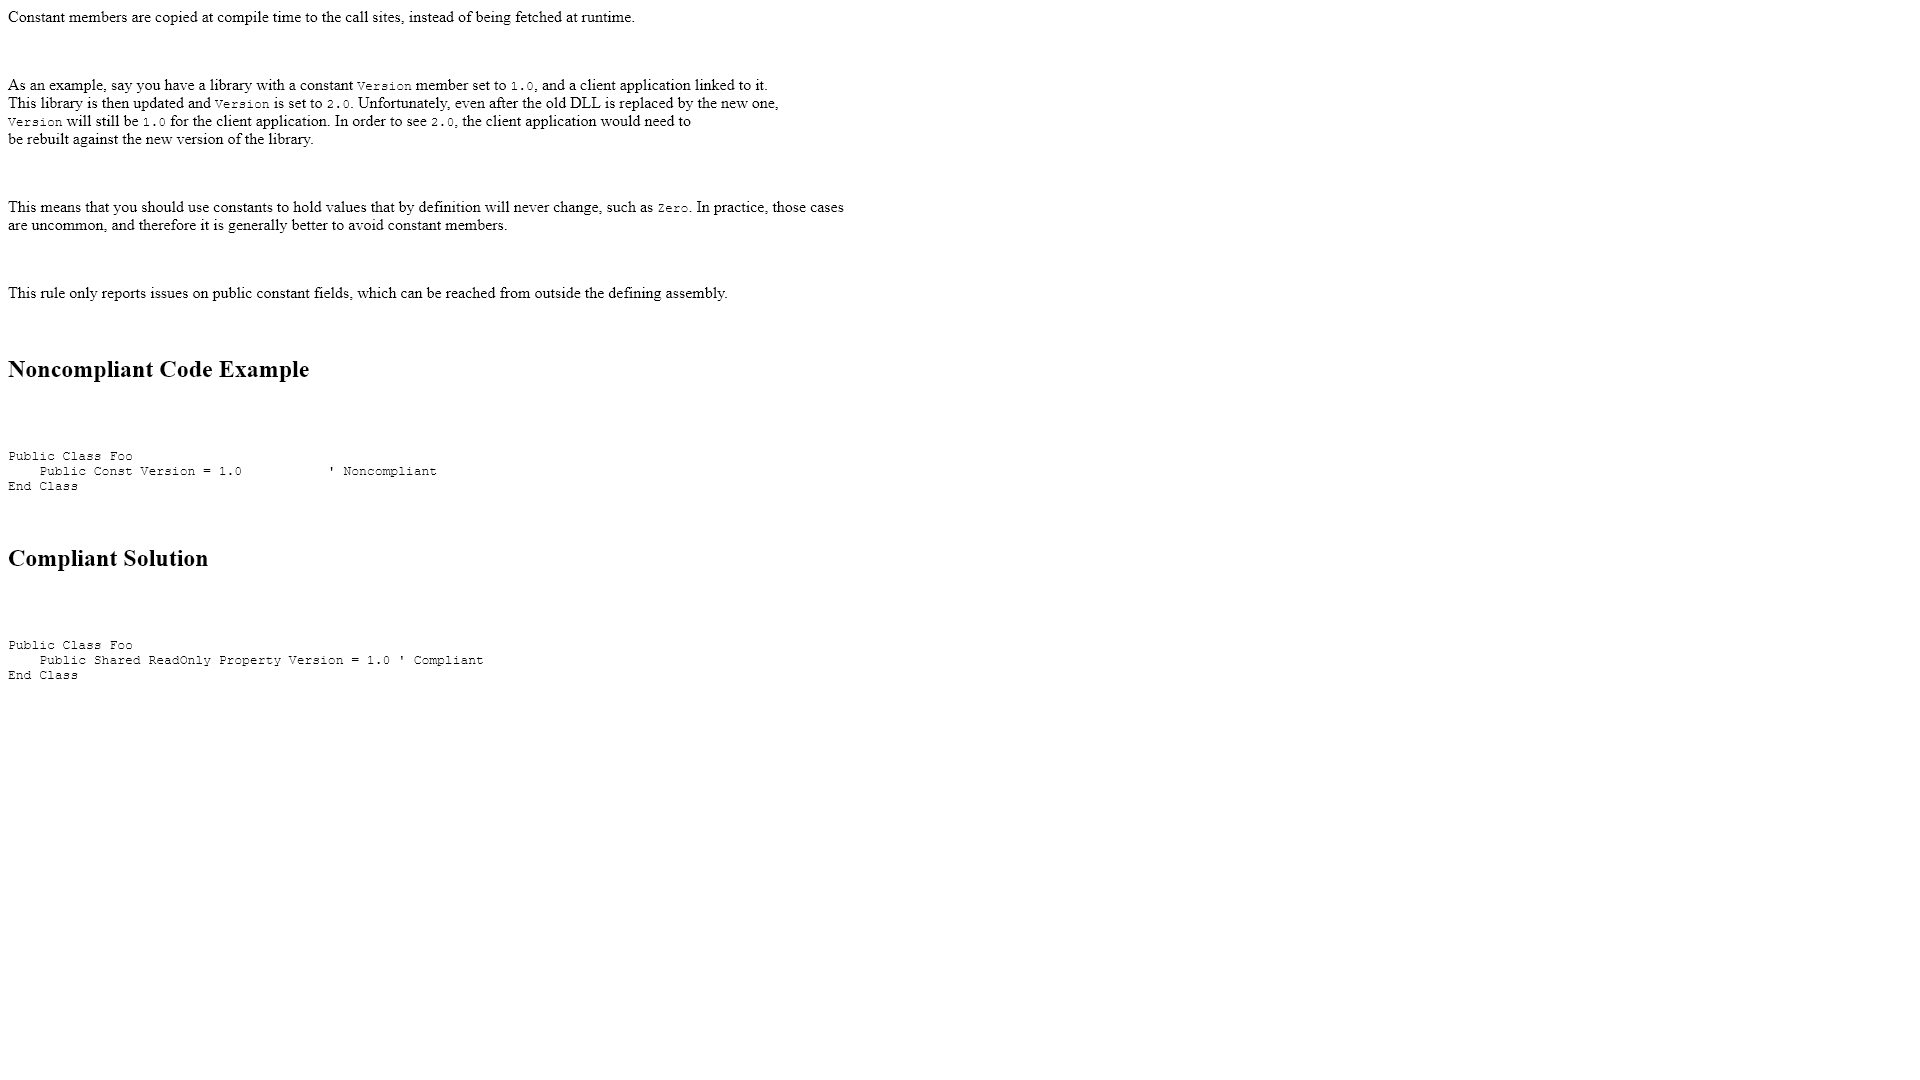 Constant members are copied at compile time to the call sites, instead of being fetched at runtime.
As an example, say you have a library with a constant Version member set to 1.0, and a client application linked to it.
This library is then updated and Version is set to 2.0. Unfortunately, even after the old DLL is replaced by the new one,
Version will still be 1.0 for the client application. In order to see 2.0, the client application would need to
be rebuilt against the new version of the library.
This means that you should use constants to hold values that by definition will never change, such as Zero. In practice, those cases
are uncommon, and therefore it is generally better to avoid constant members.
This rule only reports issues on public constant fields, which can be reached from outside the defining assembly.
Noncompliant Code Example
Public Class Foo
    Public Const Version = 1.0           ' Noncompliant
End Class
Compliant Solution
Public Class Foo
    Public Shared ReadOnly Property Version = 1.0 ' Compliant
End Class